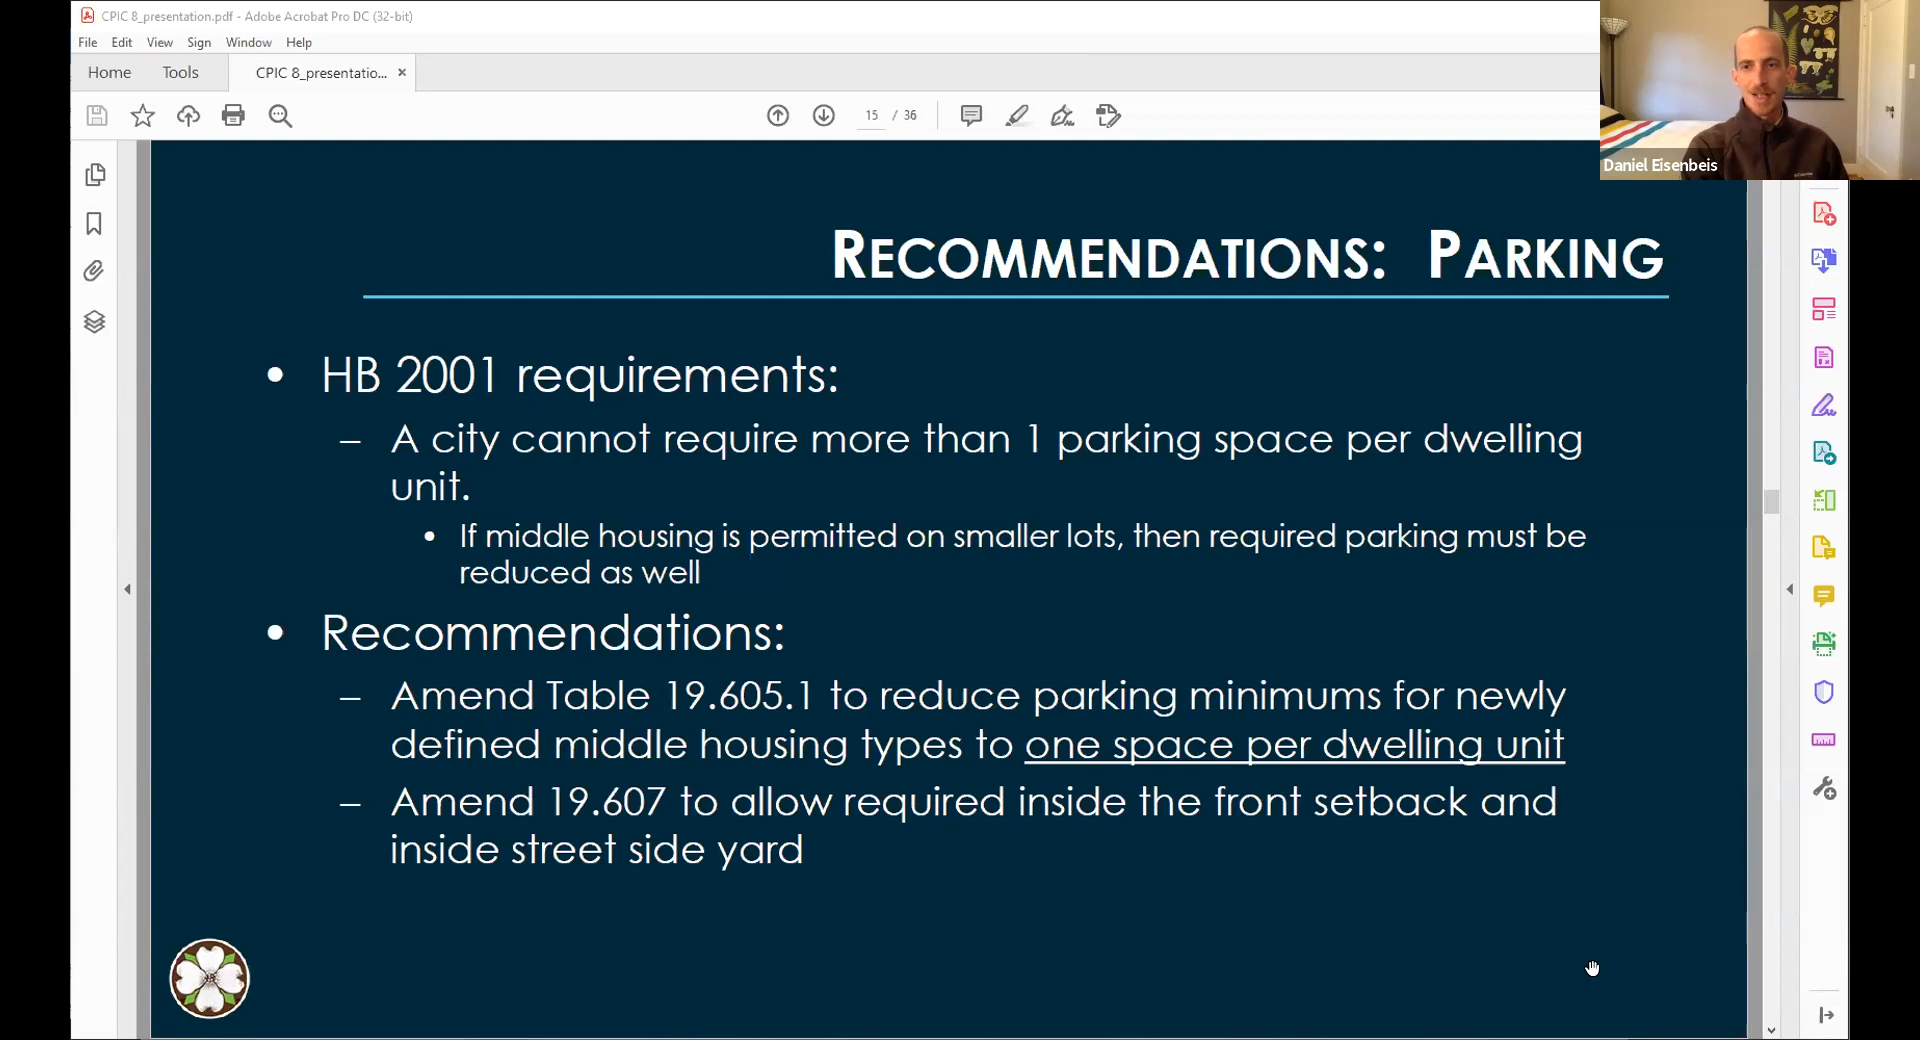 CPIC 8_presentation.pdf - Adobe Acrobat Pro DC (32-bit)
File Edit View Sign Window Help
Home Tools CPIC 8_presentatio... ×
15 / 36
Daniel Eisenbeis
RECOMMENDATIONS: PARKING
• HB 2001 requirements:
– A city cannot require more than 1 parking space per dwelling
unit.
• If middle housing is permitted on smaller lots, then required parking must be
reduced as well
• Recommendations:
– Amend Table 19.605.1 to reduce parking minimums for newly
defined middle housing types to one space per dwelling unit
– Amend 19.607 to allow required inside the front setback and
inside street side yard